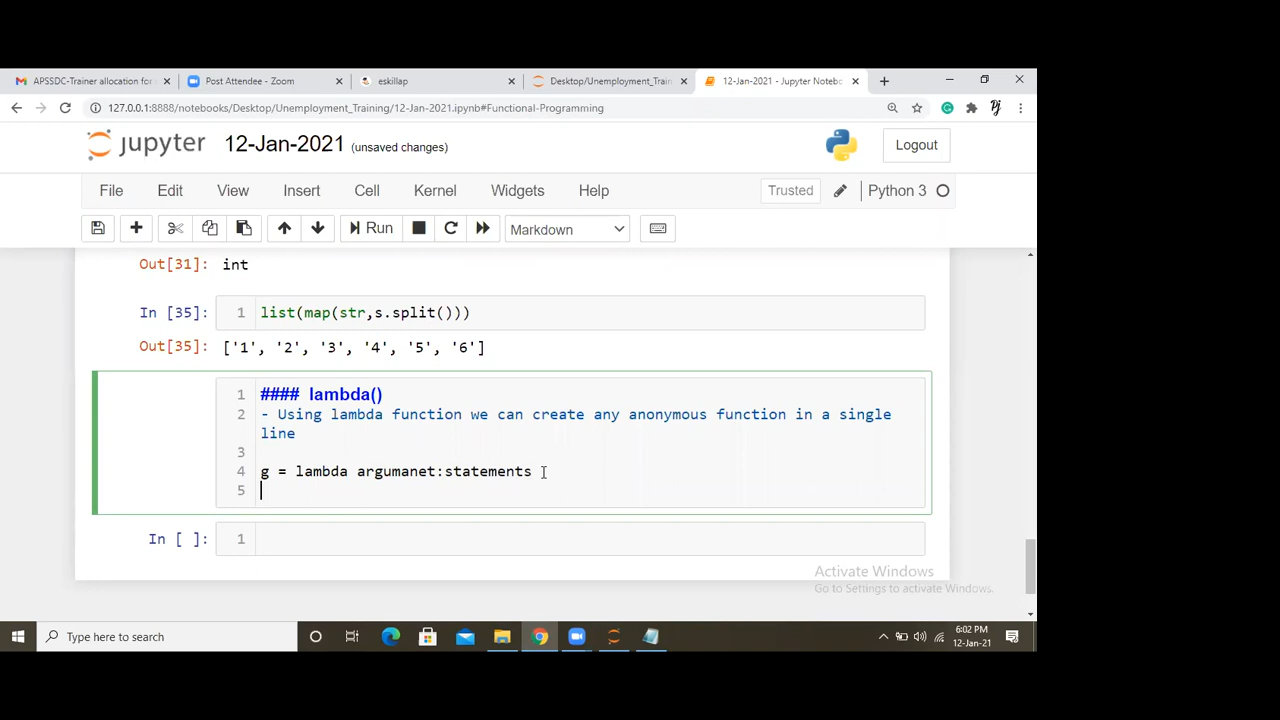 APSSDC-Trainer allocation for
Post Attendee - Zoom
eskillap
Desktop/Unemployment_Train
12-Jan-2021 - Jupyter Notebo
127.0.0.1:8888/notebooks/Desktop/Unemployment_Training/12-Jan-2021.ipynb#Functional-Programming
jupyter 12-Jan-2021 (unsaved changes)
Logout
File Edit View Insert Cell Kernel Widgets Help
Trusted
Python 3
Run
Markdown
Out[31]: int
In [35]: 1 list(map(str,s.split()))
Out[35]: ['1', '2', '3', '4', '5', '6']
1 #### lambda()
2 - Using lambda function we can create any anonymous function in a single
line
3
4 g = lambda argumanet:statements
5
In [ ]: 1
Activate Windows
Go to Settings to activate Windows.
Type here to search
6:02 PM
12-Jan-21